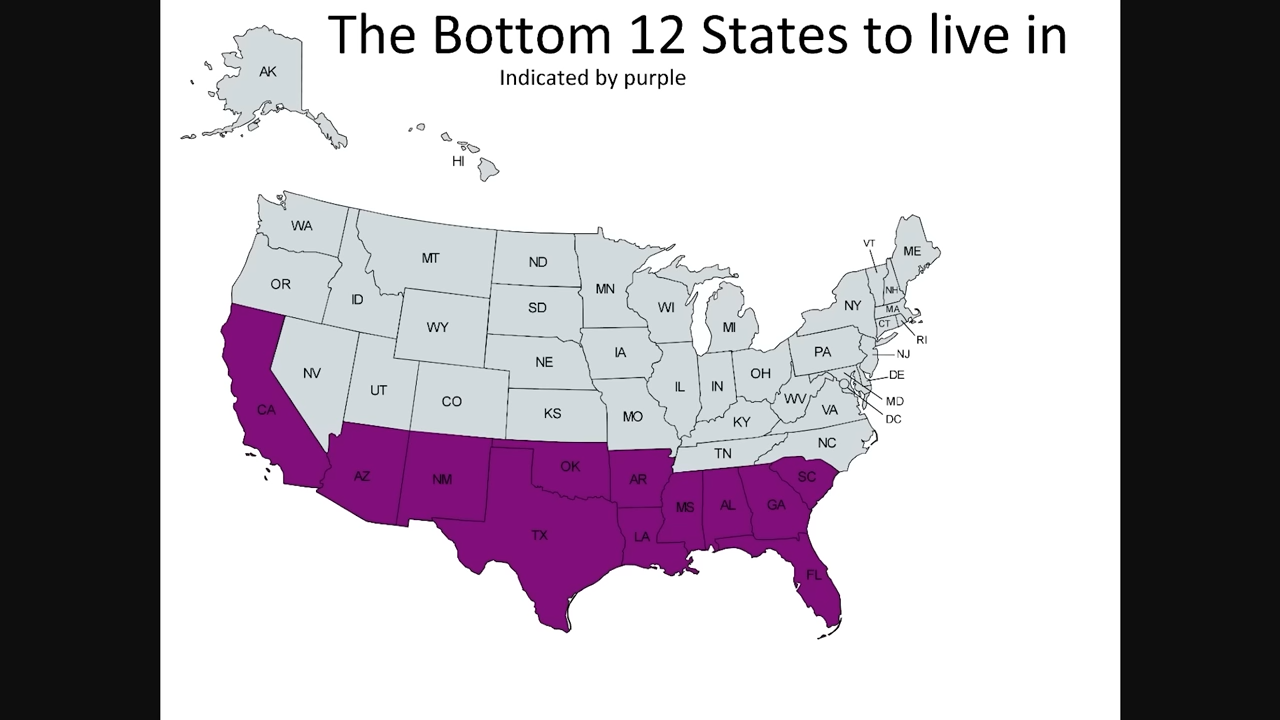 The Bottom 12 States to live in
Indicated by purple
AK
HI
WA
MT
ND
MN
VT
ME
OR
ID
SD
WI
NY
NH
MA
WY
MI
CT
RI
NV
NE
IA
PA
NJ
UT
CO
IL
IN
OH
DE
CA
KS
MO
WV
MD
KY
VA
DC
AZ
NM
OK
AR
TN
NC
TX
LA
MS
AL
GA
SC
FL